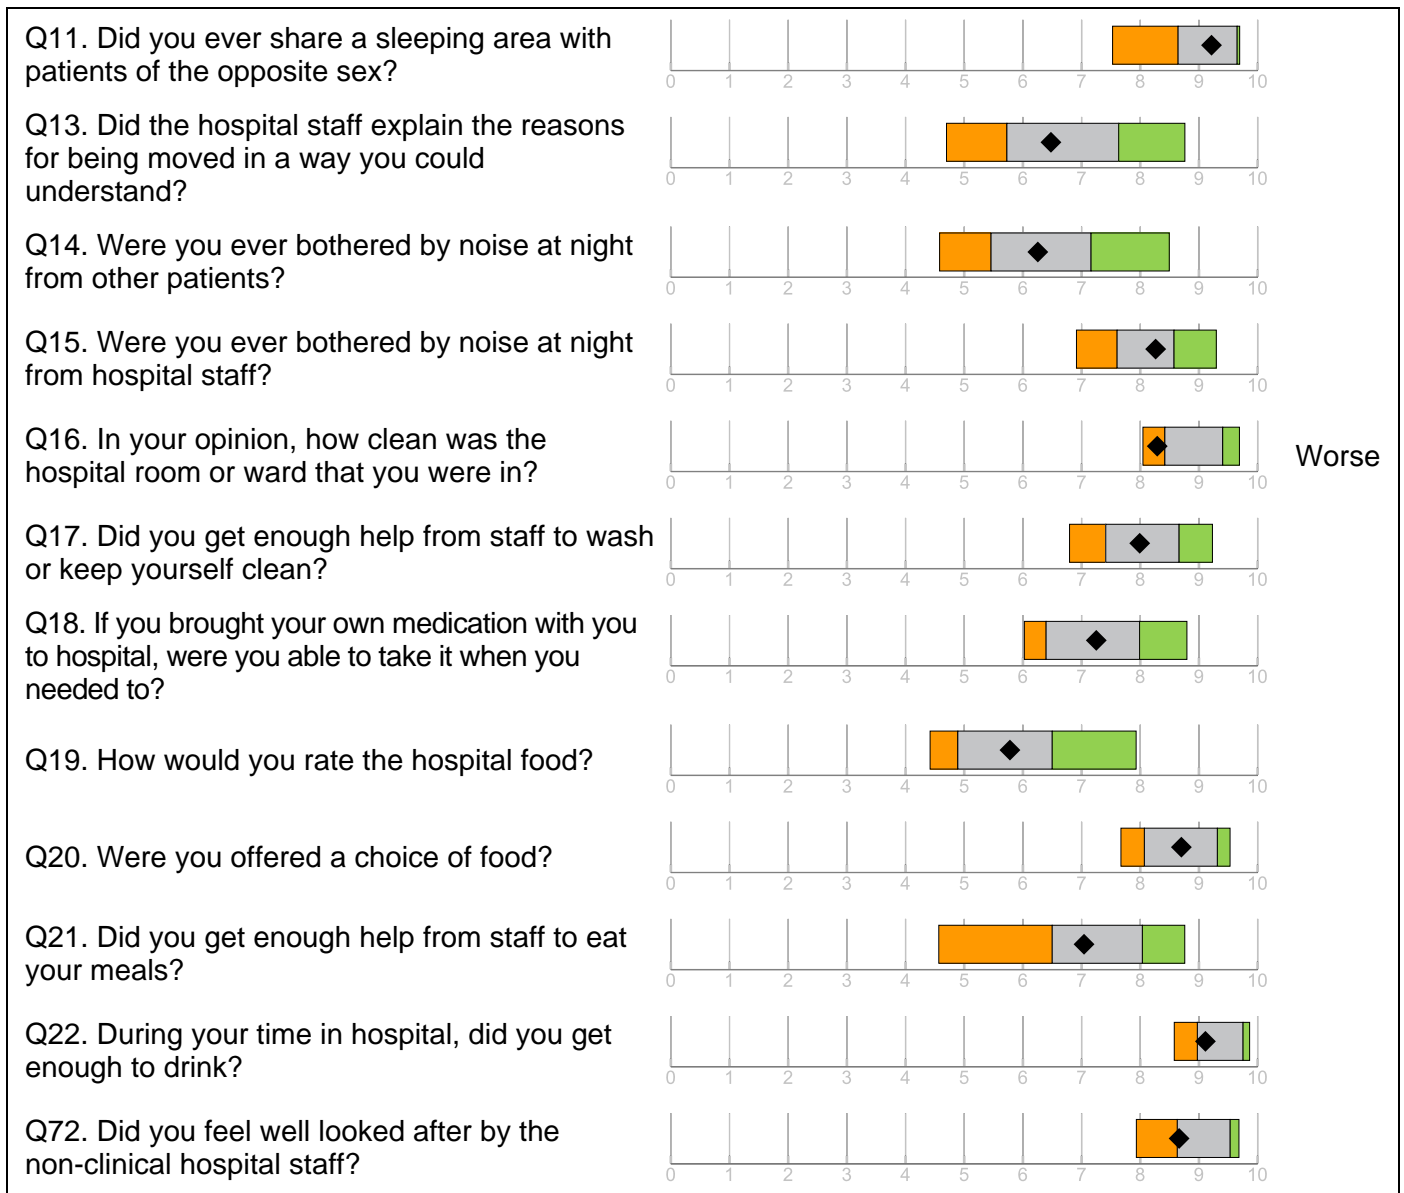 Q11. Did you ever share a sleeping area with
patients of the opposite sex?
0 1 2 3 4 5 6 7 8 9 10
Q13. Did the hospital staff explain the reasons
for being moved in a way you could
understand?
0 1 2 3 4 5 6 7 8 9 10
Q14. Were you ever bothered by noise at night
from other patients?
0 1 2 3 4 5 6 7 8 9 10
Q15. Were you ever bothered by noise at night
from hospital staff?
0 1 2 3 4 5 6 7 8 9 10
Q16. In your opinion, how clean was the
hospital room or ward that you were in?
Worse
0 1 2 3 4 5 6 7 8 9 10
Q17. Did you get enough help from staff to wash
or keep yourself clean?
0 1 2 3 4 5 6 7 8 9 10
Q18. If you brought your own medication with you
to hospital, were you able to take it when you
needed to?
0 1 2 3 4 5 6 7 8 9 10
Q19. How would you rate the hospital food?
0 1 2 3 4 5 6 7 8 9 10
Q20. Were you offered a choice of food?
0 1 2 3 4 5 6 7 8 9 10
Q21. Did you get enough help from staff to eat
your meals?
0 1 2 3 4 5 6 7 8 9 10
Q22. During your time in hospital, did you get
enough to drink?
0 1 2 3 4 5 6 7 8 9 10
Q72. Did you feel well looked after by the
non-clinical hospital staff?
0 1 2 3 4 5 6 7 8 9 10